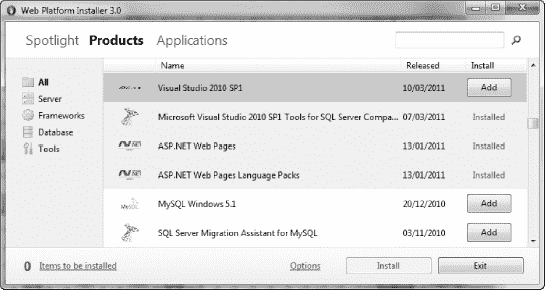 Web Platform Installer 3.0
Spotlight Products Applications
All
Server
Frameworks
Database
Tools
Name Released Install
Visual Studio 2010 SP1 10/03/2011 Add
Microsoft Visual Studio 2010 SP1 Tools for SQL Server Compa... 07/03/2011 Installed
ASP.NET Web Pages 13/01/2011 Installed
ASP.NET Web Pages Language Packs 13/01/2011 Installed
MySQL Windows 5.1 20/12/2010 Add
SQL Server Migration Assistant for MySQL 03/11/2010 Add
0 Items to be installed Options Install Exit